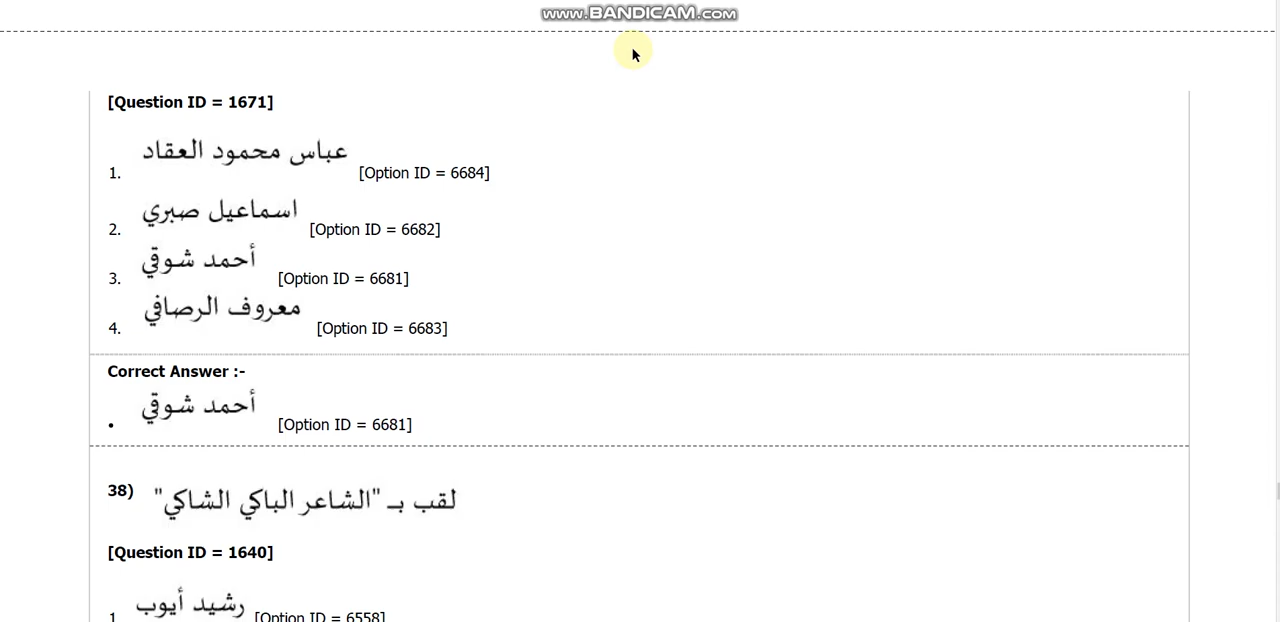 www.BANDICAM.com
[Question ID = 1671]
1. عباس محمود العقاد [Option ID = 6684]
2. اسماعيل صبري [Option ID = 6682]
3. أحمد شوقي [Option ID = 6681]
4. معروف الرصافي [Option ID = 6683]
Correct Answer :-
• أحمد شوقي [Option ID = 6681]
38) لقب بـ "الشاعر الباكي الشاكي"
[Question ID = 1640]
1. رشيد أيوب [Option ID = 6558]